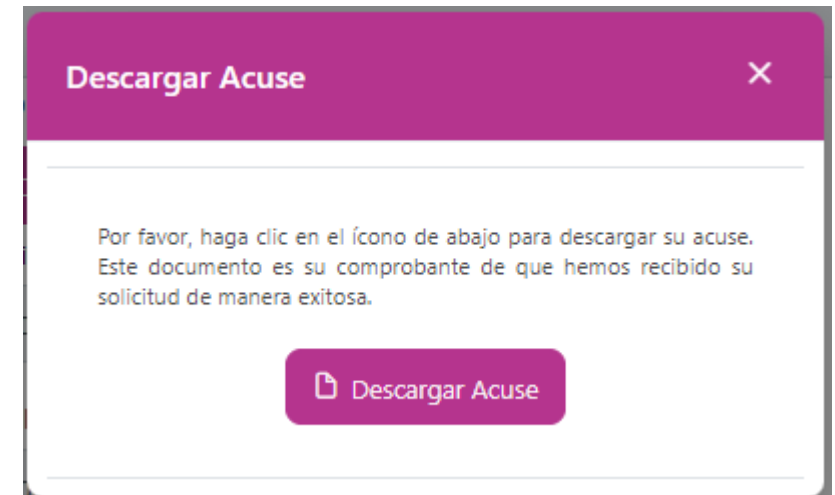 Descargar Acuse
Por favor, haga clic en el ícono de abajo para descargar su acuse.
Este documento es su comprobante de que hemos recibido su
solicitud de manera exitosa.
Descargar Acuse